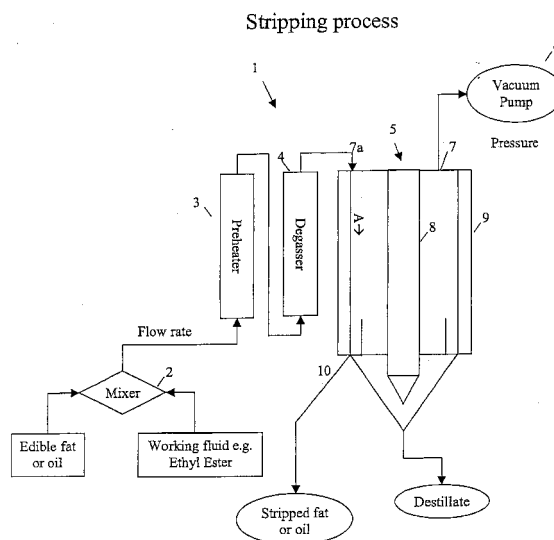 Stripping process
1
Vacuum
Pump
Pressure
5
7a
7
4
3
Preheater
Degasser
A
8
9
Flow rate
10
2
Mixer
Edible fat
or oil
Working fluid e.g.
Ethyl Ester
Stripped fat
or oil
Destillate